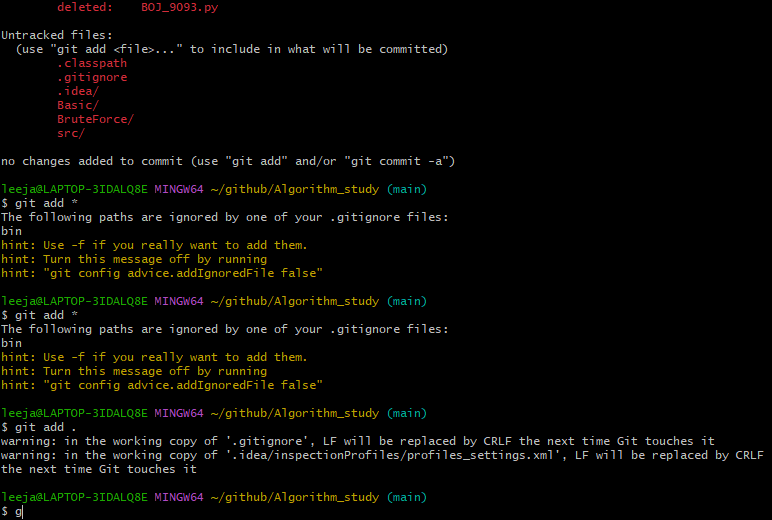 deleted:    BOJ_9093.py
Untracked files:
(use "git add <file>..." to include in what will be committed)
.classpath
.gitignore
.idea/
Basic/
BruteForce/
src/
no changes added to commit (use "git add" and/or "git commit -a")
leeja@LAPTOP-3IDALQ8E MINGW64 ~/github/Algorithm_study (main)
$ git add *
The following paths are ignored by one of your .gitignore files:
bin
hint: Use -f if you really want to add them.
hint: Turn this message off by running
hint: "git config advice.addIgnoredFile false"
leeja@LAPTOP-3IDALQ8E MINGW64 ~/github/Algorithm_study (main)
$ git add *
The following paths are ignored by one of your .gitignore files:
bin
hint: Use -f if you really want to add them.
hint: Turn this message off by running
hint: "git config advice.addIgnoredFile false"
leeja@LAPTOP-3IDALQ8E MINGW64 ~/github/Algorithm_study (main)
$ git add .
warning: in the working copy of '.gitignore', LF will be replaced by CRLF the next time Git touches it
warning: in the working copy of '.idea/inspectionProfiles/profiles_settings.xml', LF will be replaced by CRLF
the next time Git touches it
leeja@LAPTOP-3IDALQ8E MINGW64 ~/github/Algorithm_study (main)
$ g